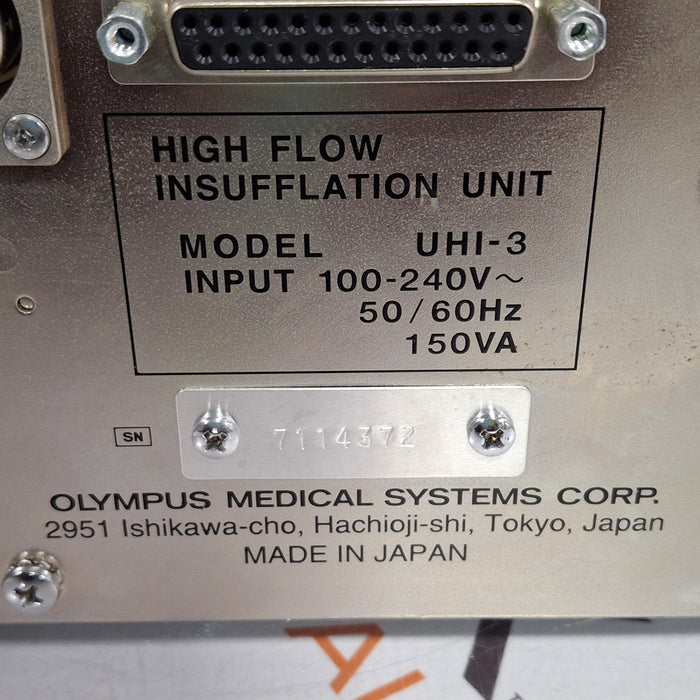 HIGH FLOW
INSUFFLATION UNIT
MODEL UHI-3
INPUT 100-240V~
50/60Hz
150VA
SN 7114372
OLYMPUS MEDICAL SYSTEMS CORP.
2951 Ishikawa-cho, Hachioji-shi, Tokyo, Japan
MADE IN JAPAN